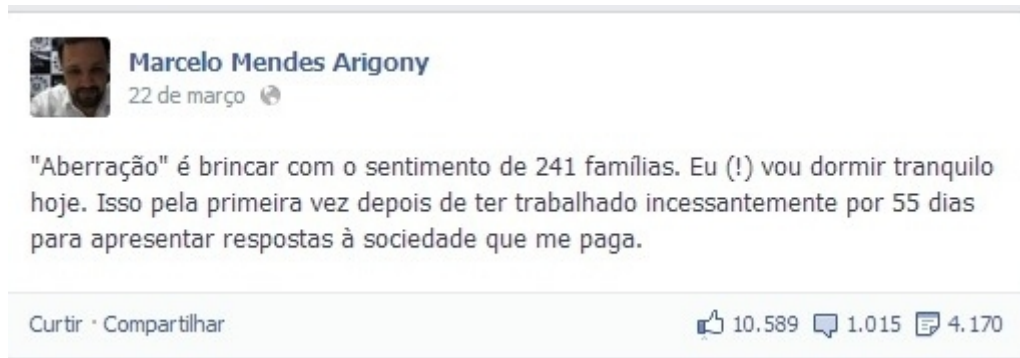 Marcelo Mendes Arigony
22 de março
"Aberração" é brincar com o sentimento de 241 famílias. Eu (!) vou dormir tranquilo
hoje. Isso pela primeira vez depois de ter trabalhado incessantemente por 55 dias
para apresentar respostas à sociedade que me paga.
Curtir · Compartilhar 10.589 1.015 4.170